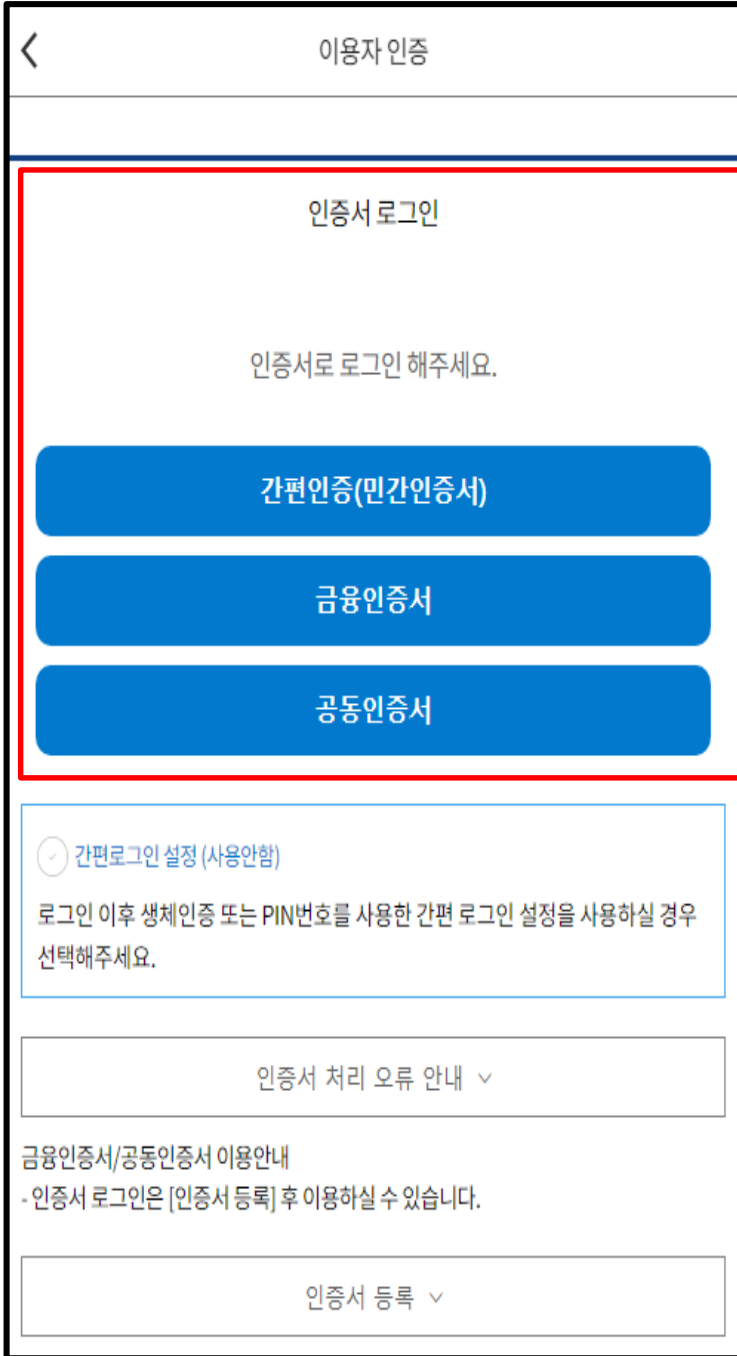 이용자 인증
인증서 로그인
인증서로 로그인 해주세요.
간편인증(민간인증서)
금융인증서
공동인증서
간편로그인 설정 (사용안함)
로그인 이후 생체인증 또는 PIN번호를 사용한 간편 로그인 설정을 사용하실 경우
선택해주세요.
인증서 처리 오류 안내
금융인증서/공동인증서 이용안내
- 인증서 로그인은 [인증서 등록] 후 이용하실 수 있습니다.
인증서 등록